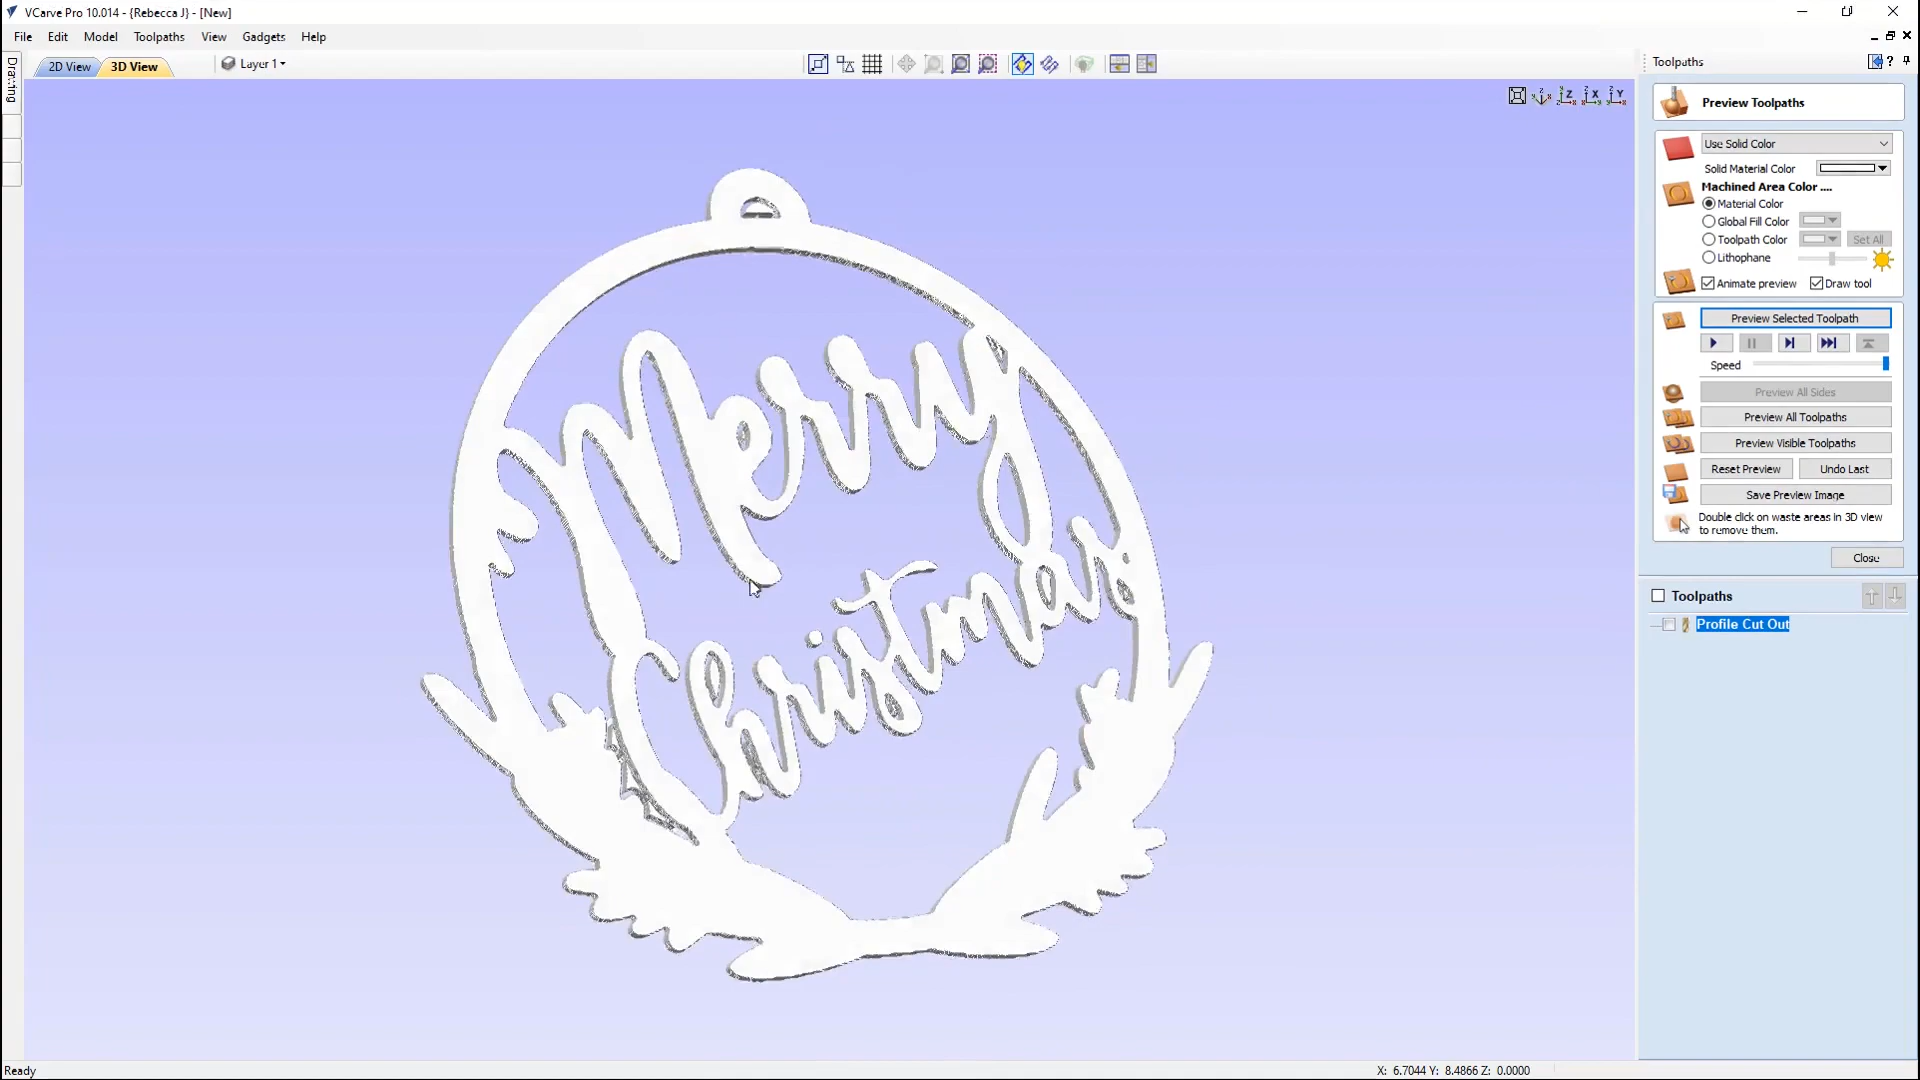 VCarve Pro 10.014 - {Rebecca J} - [New]
File Edit Model Toolpaths View Gadgets Help
Drawing
2D View 3D View Layer 1
Toolpaths ?
Z X Y
Preview Toolpaths
Use Solid Color
Solid Material Color
Machined Area Color ....
Material Color
Global Fill Color
Toolpath Color Set All
Lithophane
Animate preview Draw tool
Preview Selected Toolpath
Speed
Preview All Sides
Preview All Toolpaths
Preview Visible Toolpaths
Reset Preview Undo Last
Save Preview Image
Double click on waste areas in 3D view
to remove them.
Close
Toolpaths
Profile Cut Out
Merry
Christmas
Ready
X: 6.7044 Y: 8.4866 Z: 0.0000